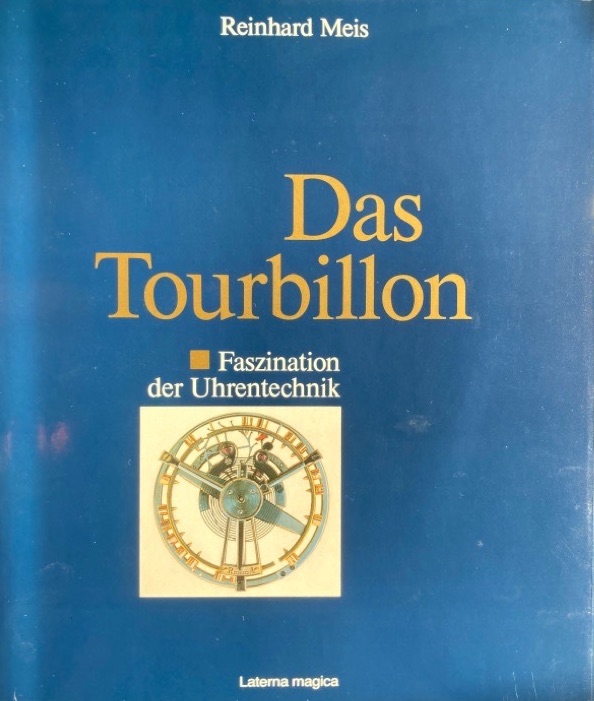 Reinhard Meis
Das
Tourbillon
Faszination
der Uhrentechnik
Laterna magica